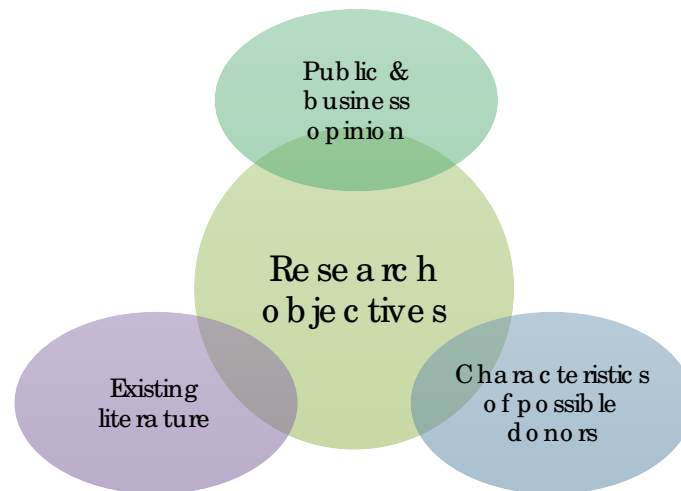 Public &
business
opinion
Research
objectives
Existing
literature
Characteristics
of possible
donors